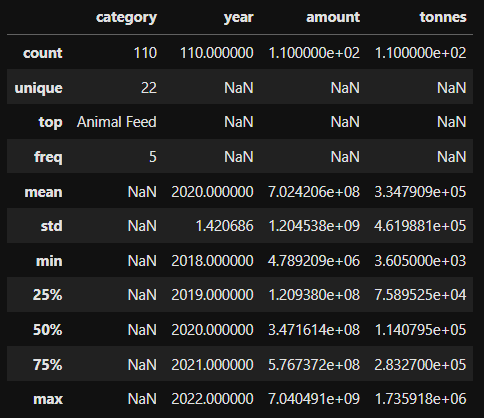 category year amount tonnes
count 110 110.000000 1.100000e+02 1.100000e+02
unique 22 NaN NaN NaN
top Animal Feed NaN NaN NaN
freq 5 NaN NaN NaN
mean NaN 2020.000000 7.024206e+08 3.347909e+05
std NaN 1.420686 1.204538e+09 4.619881e+05
min NaN 2018.000000 4.789209e+06 3.605000e+03
25% NaN 2019.000000 1.209380e+08 7.589525e+04
50% NaN 2020.000000 3.471614e+08 1.140795e+05
75% NaN 2021.000000 5.767372e+08 2.832700e+05
max NaN 2022.000000 7.040491e+09 1.735918e+06